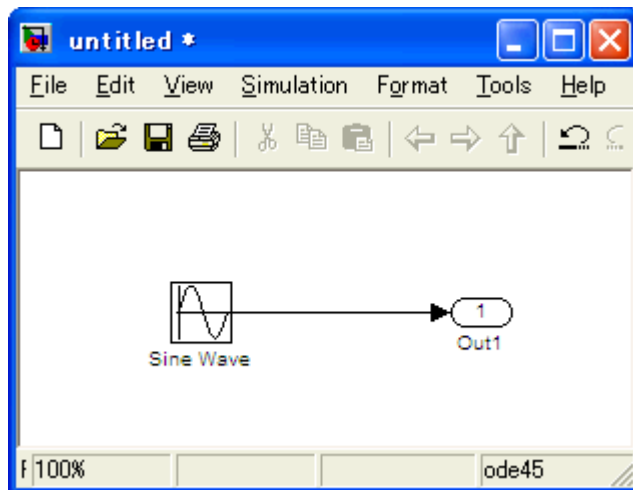 untitled *
File Edit View Simulation Format Tools Help
1
Sine Wave
Out1
F 100% ode45